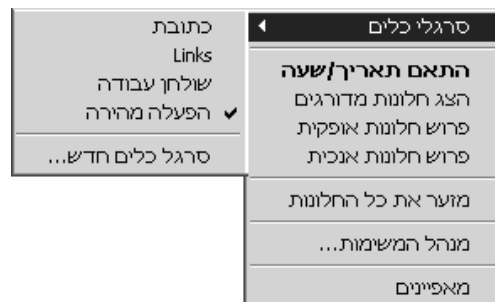 סרגלי כלים
התאם תאריך/שעה
הצג חלונות מדורגים
פרוש חלונות אופקית
פרוש חלונות אנכית
מזער את כל החלונות
מנהל המשימות...
מאפיינים
כתובת
Links
שולחן עבודה
הפעלה מהירה
סרגל כלים חדש...